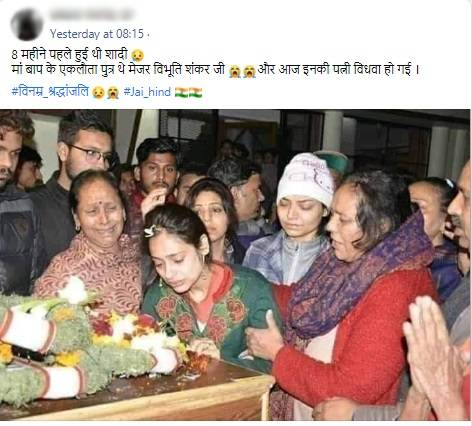 Yesterday at 08:15 ·
8 महीने पहले हुई थी शादी 😥
मां बाप के एकलौता पुत्र थे मेजर विभूति शंकर जी 😭😭और आज इनकी पत्नी विधवा हो गई ।
#विनम्र_श्रद्धांजलि 😥😭 #Jai_hind 🇮🇳🇮🇳